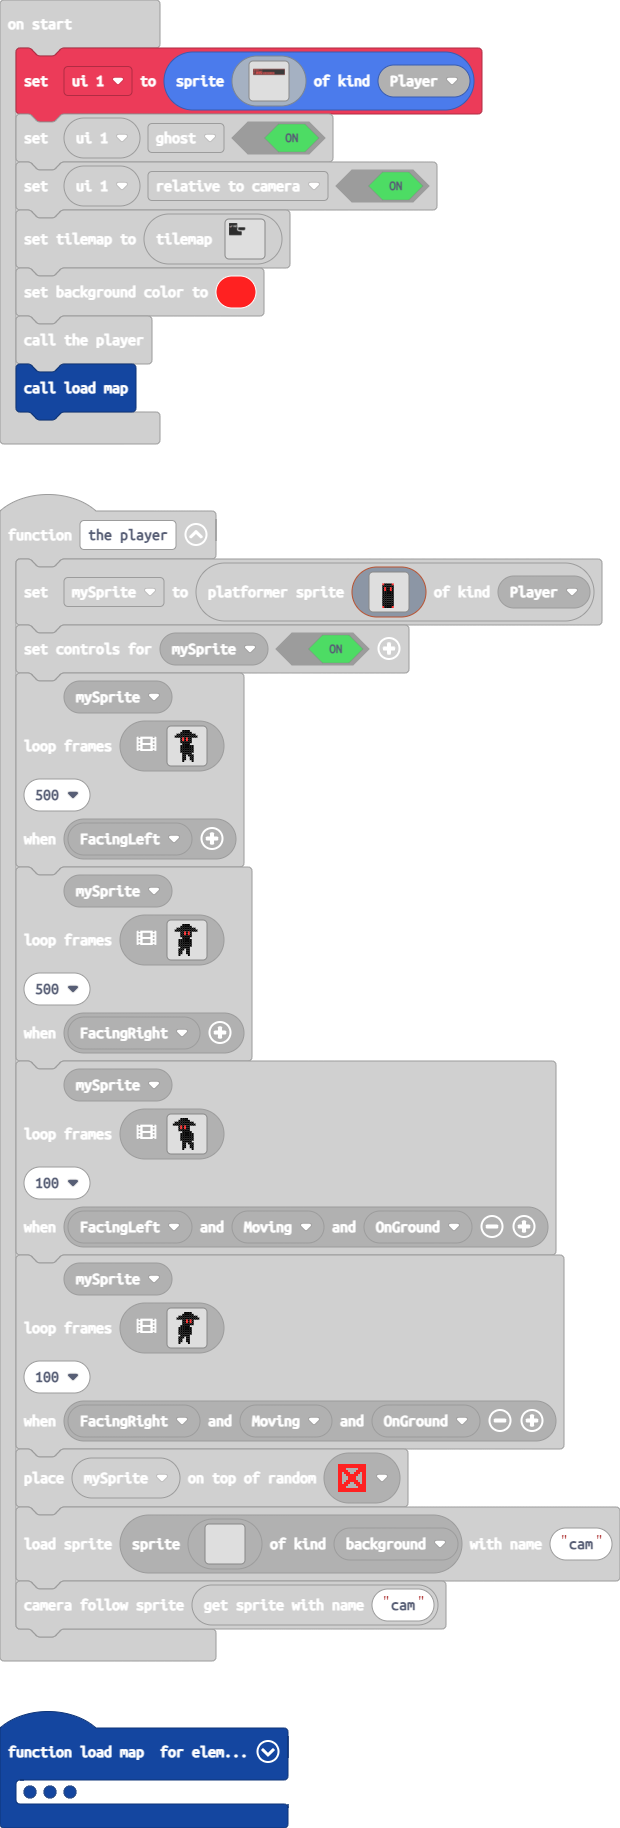 on start
set ui 1 to sprite of kind Player
set ui 1 ghost ON
set ui 1 relative to camera ON
set tilemap to tilemap
set background color to
call the player
call load map
function the player
set mySprite to platformer sprite of kind Player
set controls for mySprite ON
mySprite
loop frames
500
when FacingLeft
mySprite
loop frames
500
when FacingRight
mySprite
loop frames
100
when FacingLeft and Moving and OnGround
mySprite
loop frames
100
when FacingRight and Moving and OnGround
place mySprite on top of random
load sprite sprite of kind background with name "cam"
camera follow sprite get sprite with name "cam"
function load map for elem...